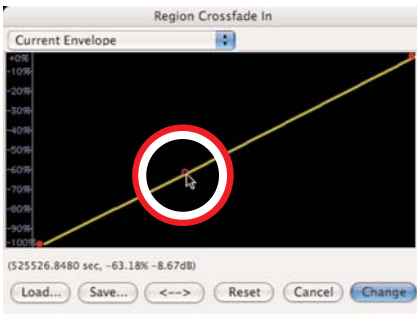 Region Crossfade In
Current Envelope
+0%
-10%
-20%
-30%
-40%
-50%
-60%
-70%
-80%
-90%
-100%
(525526.8480 sec, -63.18% -8.67dB)
Load... Save... <--> Reset Cancel Change